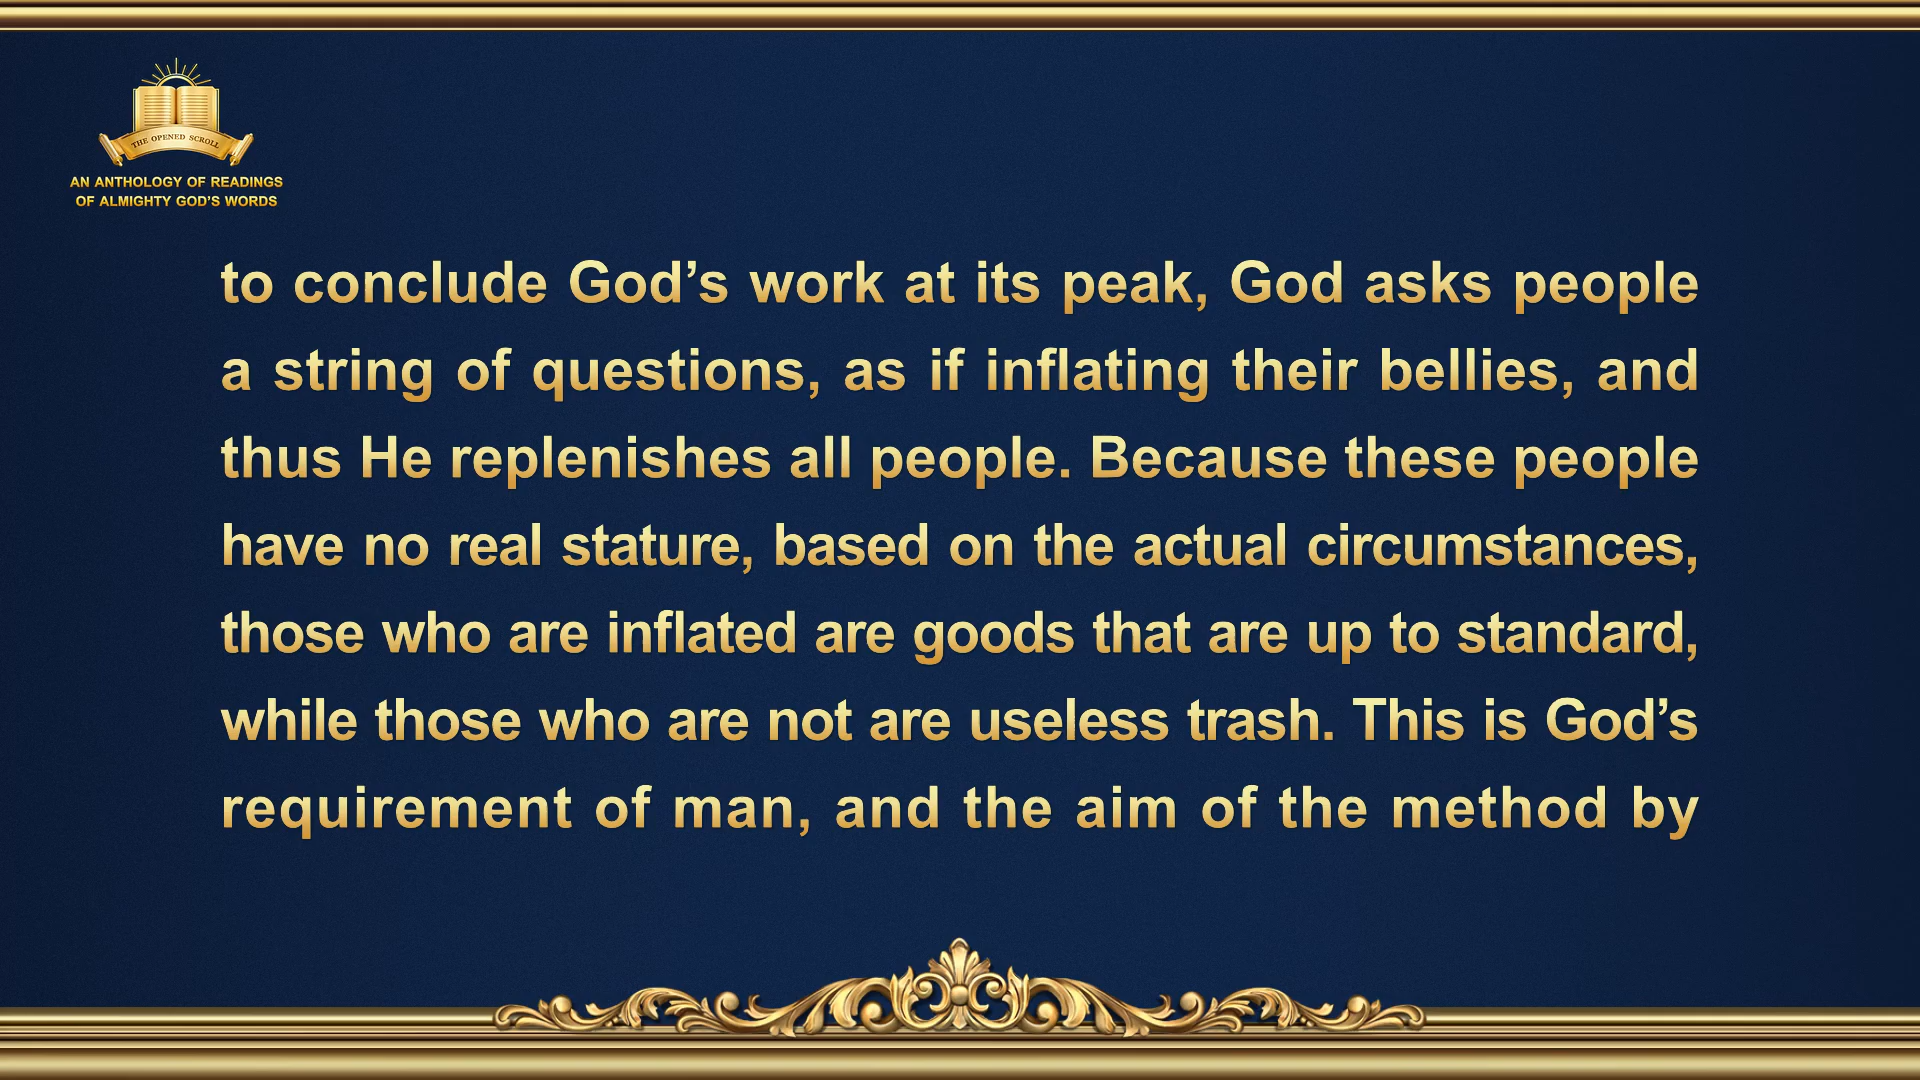 THE OPENED SCROLL
AN ANTHOLOGY OF READINGS
OF ALMIGHTY GOD’S WORDS
to conclude God’s work at its peak, God asks people
a string of questions, as if inflating their bellies, and
thus He replenishes all people. Because these people
have no real stature, based on the actual circumstances,
those who are inflated are goods that are up to standard,
while those who are not are useless trash. This is God’s
requirement of man, and the aim of the method by